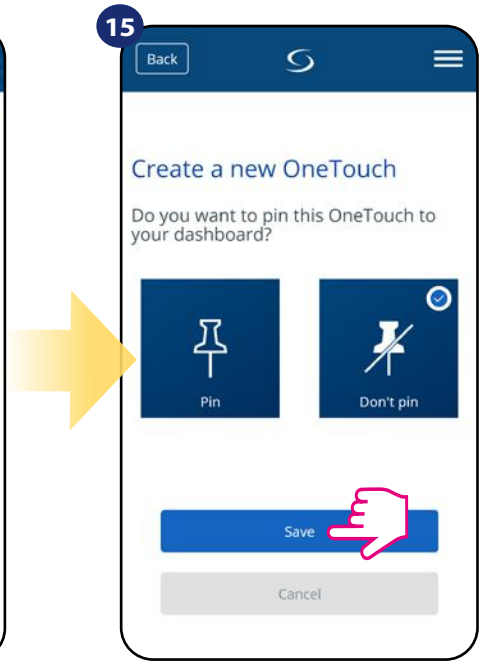 15
Back
Create a new OneTouch
Do you want to pin this OneTouch to
your dashboard?
Pin
Don't pin
Save
Cancel